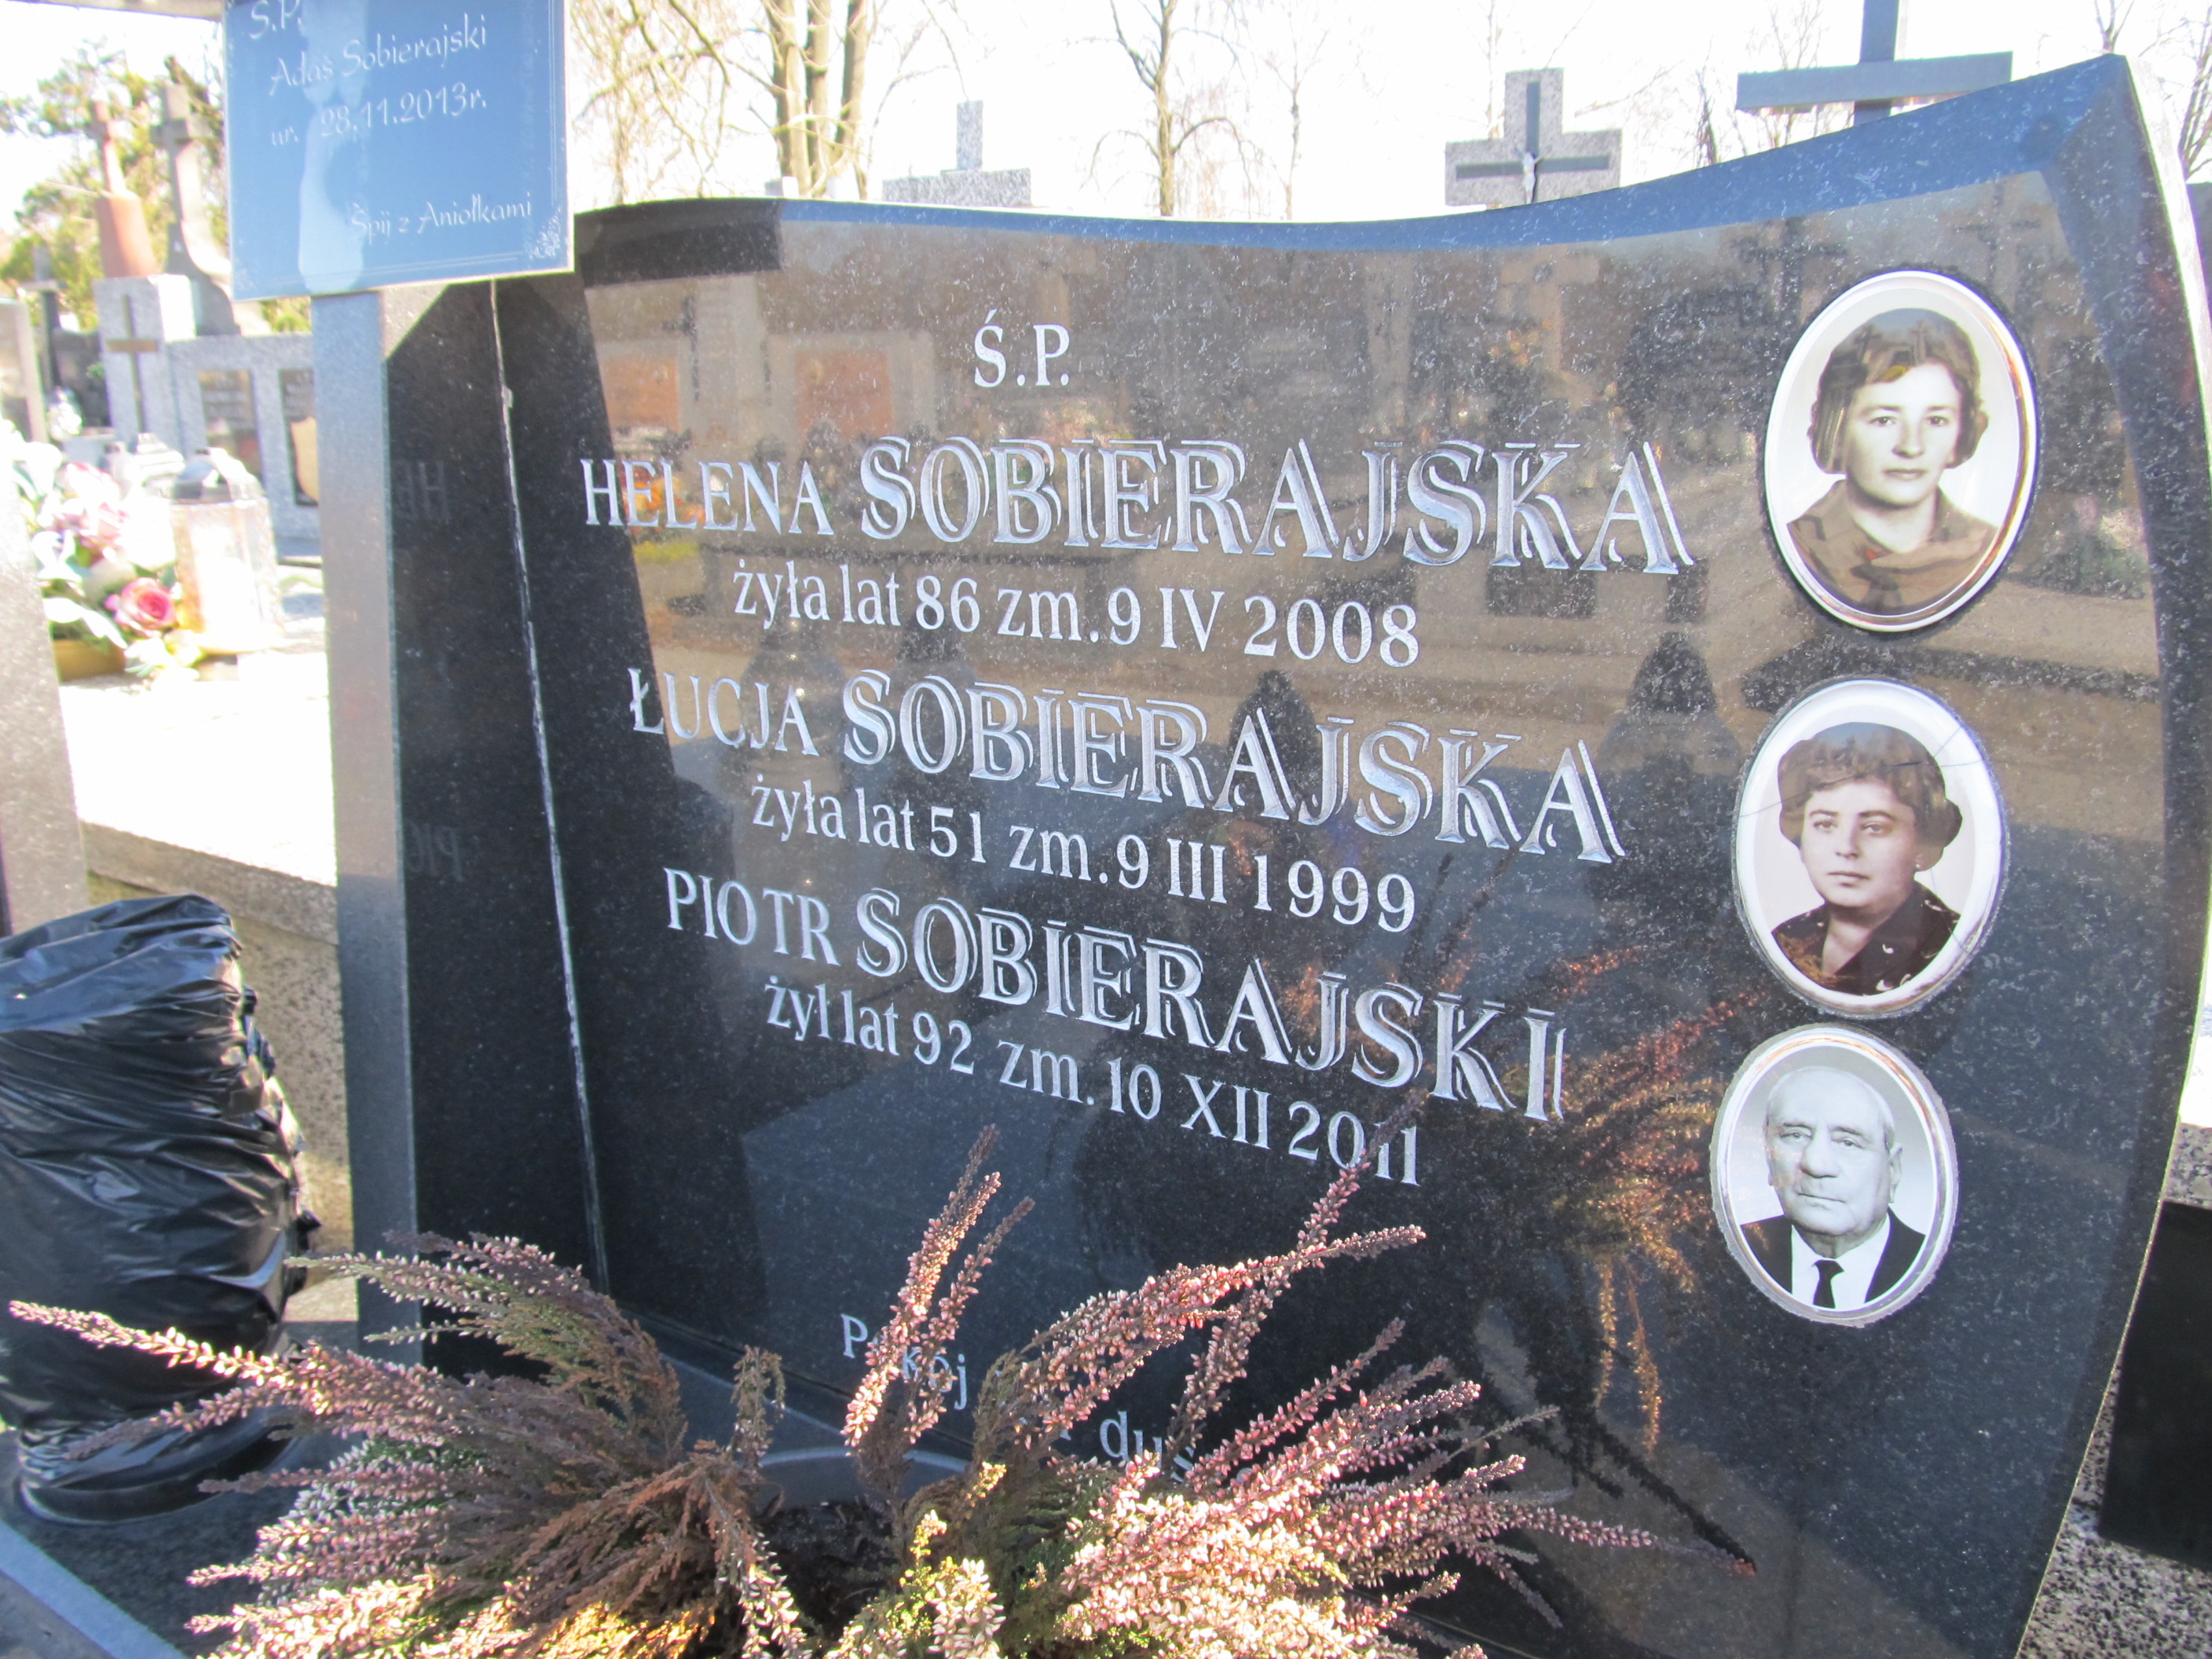 Ś.P.
Adaś Sobierajski
ur. 28.11.2013r.
Śpij z Aniołkami
Ś.P.
HELENA SOBIERAJSKA
żyła lat 86 zm. 9 IV 2008
ŁUCJA SOBIERAJSKA
żyła lat 51 zm. 9 III 1999
PIOTR SOBIERAJSKI
żył lat 92 zm. 10 XII 2011